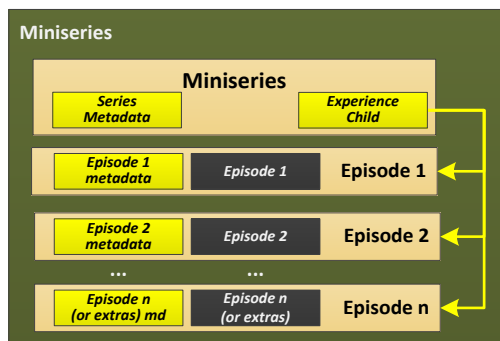 Miniseries
Miniseries
Series
Metadata
Experience
Child
Episode 1
metadata
Episode 1
Episode 1
Episode 2
metadata
Episode 2
Episode 2
... ...
Episode n
(or extras) md
Episode n
(or extras)
Episode n